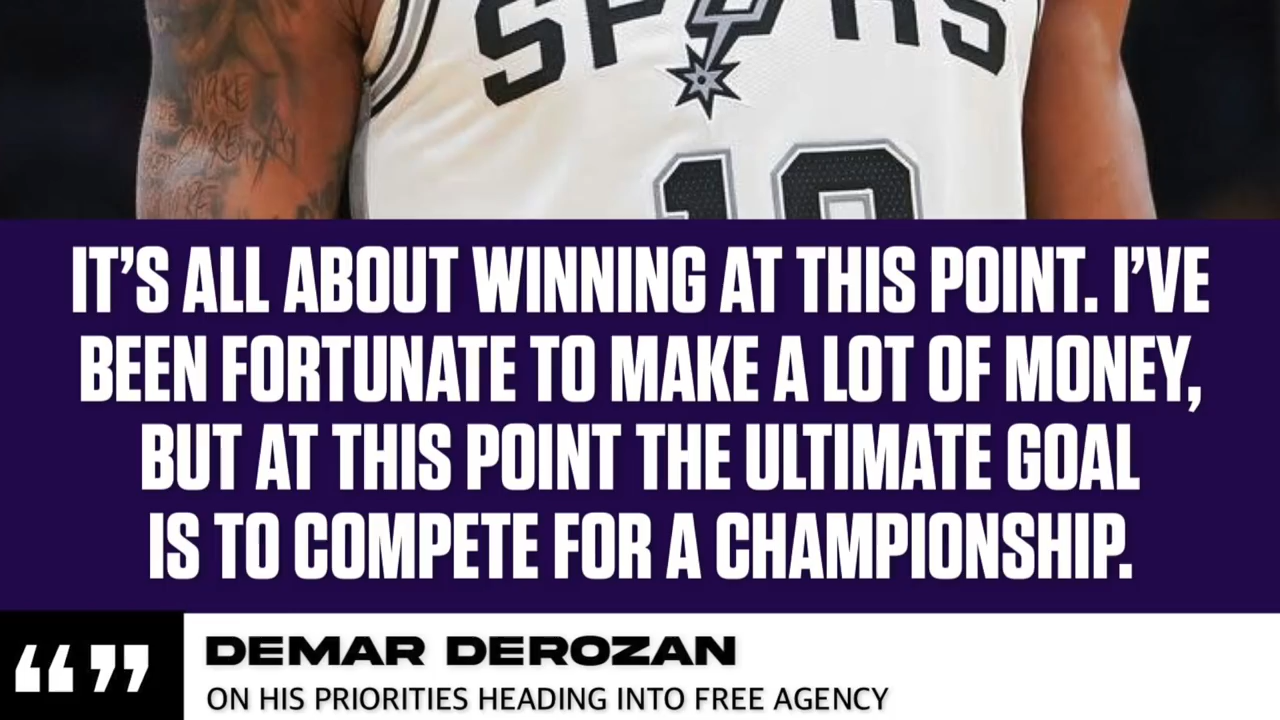 SPURS
10
IT'S ALL ABOUT WINNING AT THIS POINT. I'VE
BEEN FORTUNATE TO MAKE A LOT OF MONEY,
BUT AT THIS POINT THE ULTIMATE GOAL
IS TO COMPETE FOR A CHAMPIONSHIP.
“” DEMAR DEROZAN
ON HIS PRIORITIES HEADING INTO FREE AGENCY